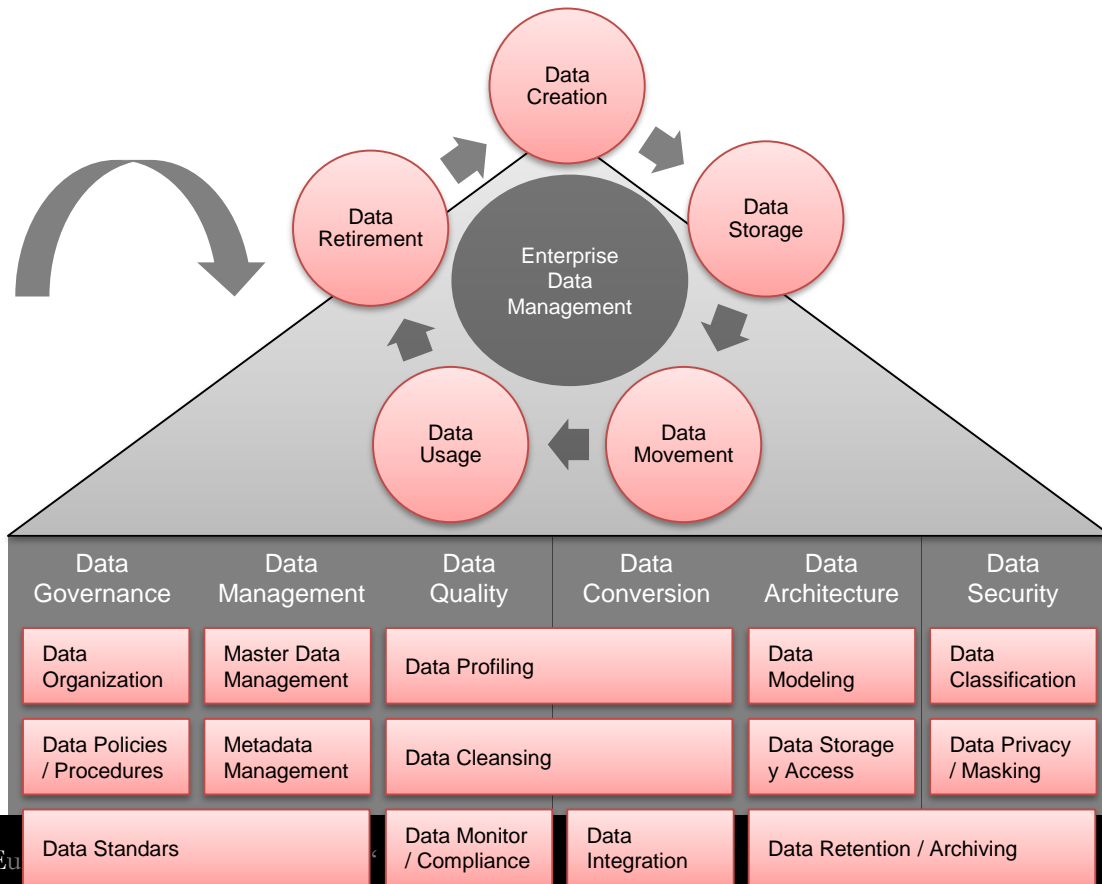 Data
Creation
Data
Retirement
Data
Storage
Enterprise
Data
Management
Data
Usage
Data
Movement
Data
Governance
Data
Management
Data
Quality
Data
Conversion
Data
Architecture
Data
Security
Data
Organization
Master Data
Management
Data Profiling
Data
Modeling
Data
Classification
Data Policies
/ Procedures
Metadata
Management
Data Cleansing
Data Storage
y Access
Data Privacy
/ Masking
Data Standars
Data Monitor
/ Compliance
Data
Integration
Data Retention / Archiving